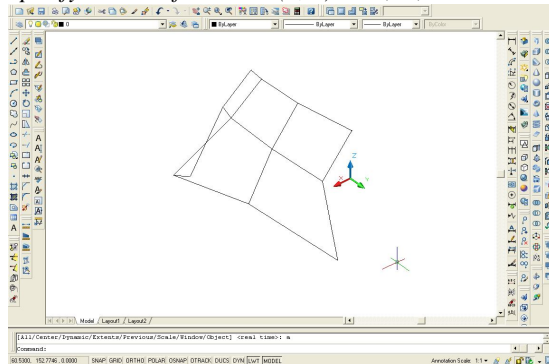 0
ByLayer
ByLayer
ByLayer
ByColor
Z
X
Y
Model / Layout1 / Layout2
[All/Center/Dynamic/Extents/Previous/Scale/Window/Object] <real time>: a
Command:
60.5300, 152.7746, 0.0000 SNAP GRID ORTHO POLAR OSNAP OTRACK DUCS DYN LWT MODEL
Annotation Scale: 1:1